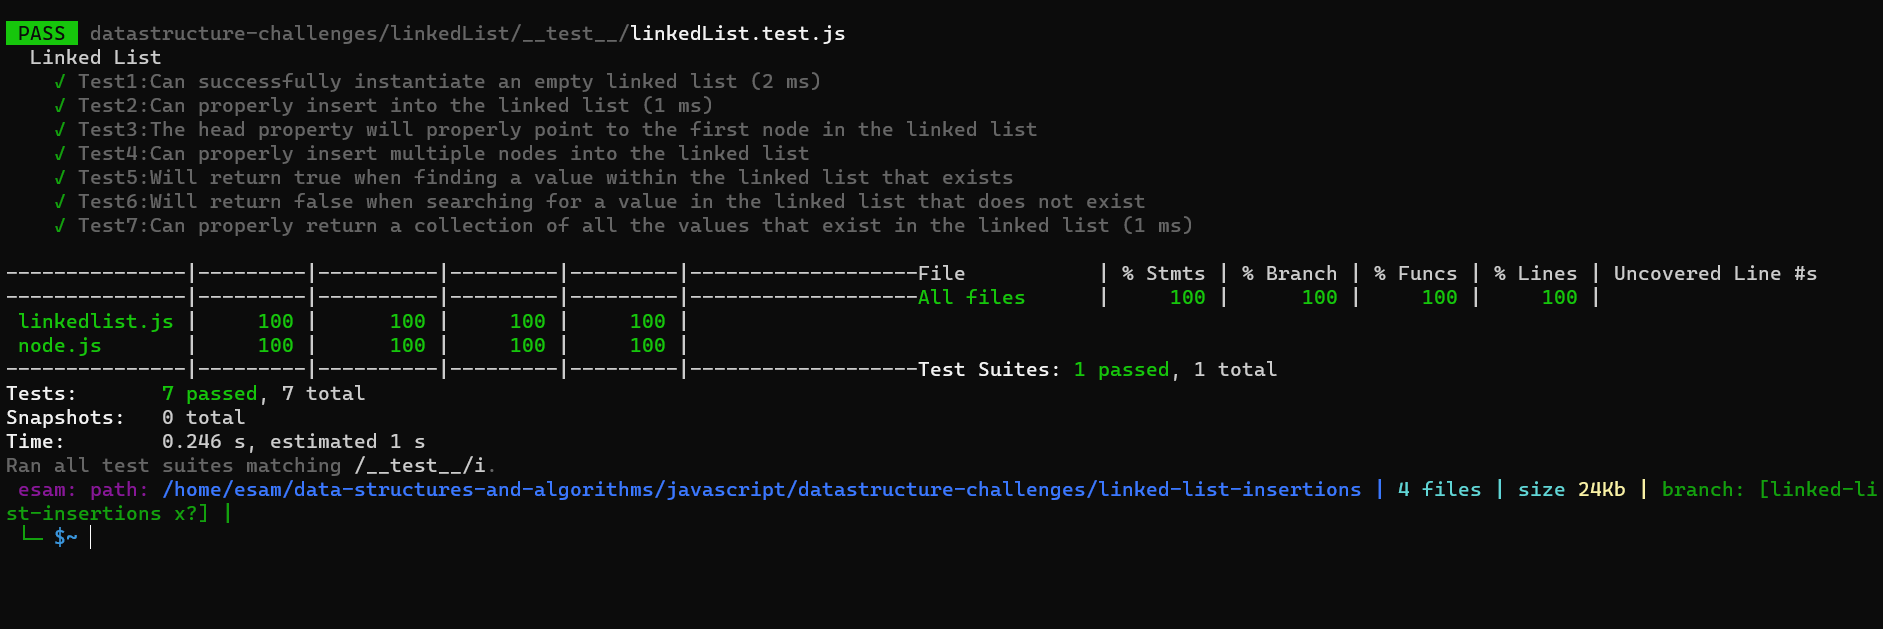 PASS datastructure-challenges/linkedList/__test__/linkedList.test.js
Linked List
✓ Test1:Can successfully instantiate an empty linked list (2 ms)
✓ Test2:Can properly insert into the linked list (1 ms)
✓ Test3:The head property will properly point to the first node in the linked list
✓ Test4:Can properly insert multiple nodes into the linked list
✓ Test5:Will return true when finding a value within the linked list that exists
✓ Test6:Will return false when searching for a value in the linked list that does not exist
✓ Test7:Can properly return a collection of all the values that exist in the linked list (1 ms)
---------------|---------|----------|---------|---------|-------------------File           | % Stmts | % Branch | % Funcs | % Lines | Uncovered Line #s
---------------|---------|----------|---------|---------|-------------------All files      |     100 |      100 |     100 |     100 |
linkedlist.js |     100 |      100 |     100 |     100 |
node.js       |     100 |      100 |     100 |     100 |
---------------|---------|----------|---------|---------|-------------------Test Suites: 1 passed, 1 total
Tests:       7 passed, 7 total
Snapshots:   0 total
Time:        0.246 s, estimated 1 s
Ran all test suites matching /__test__/i.
esam: path: /home/esam/data-structures-and-algorithms/javascript/datastructure-challenges/linked-list-insertions | 4 files | size 24Kb | branch: [linked-li
st-insertions x?] |
└─ $~